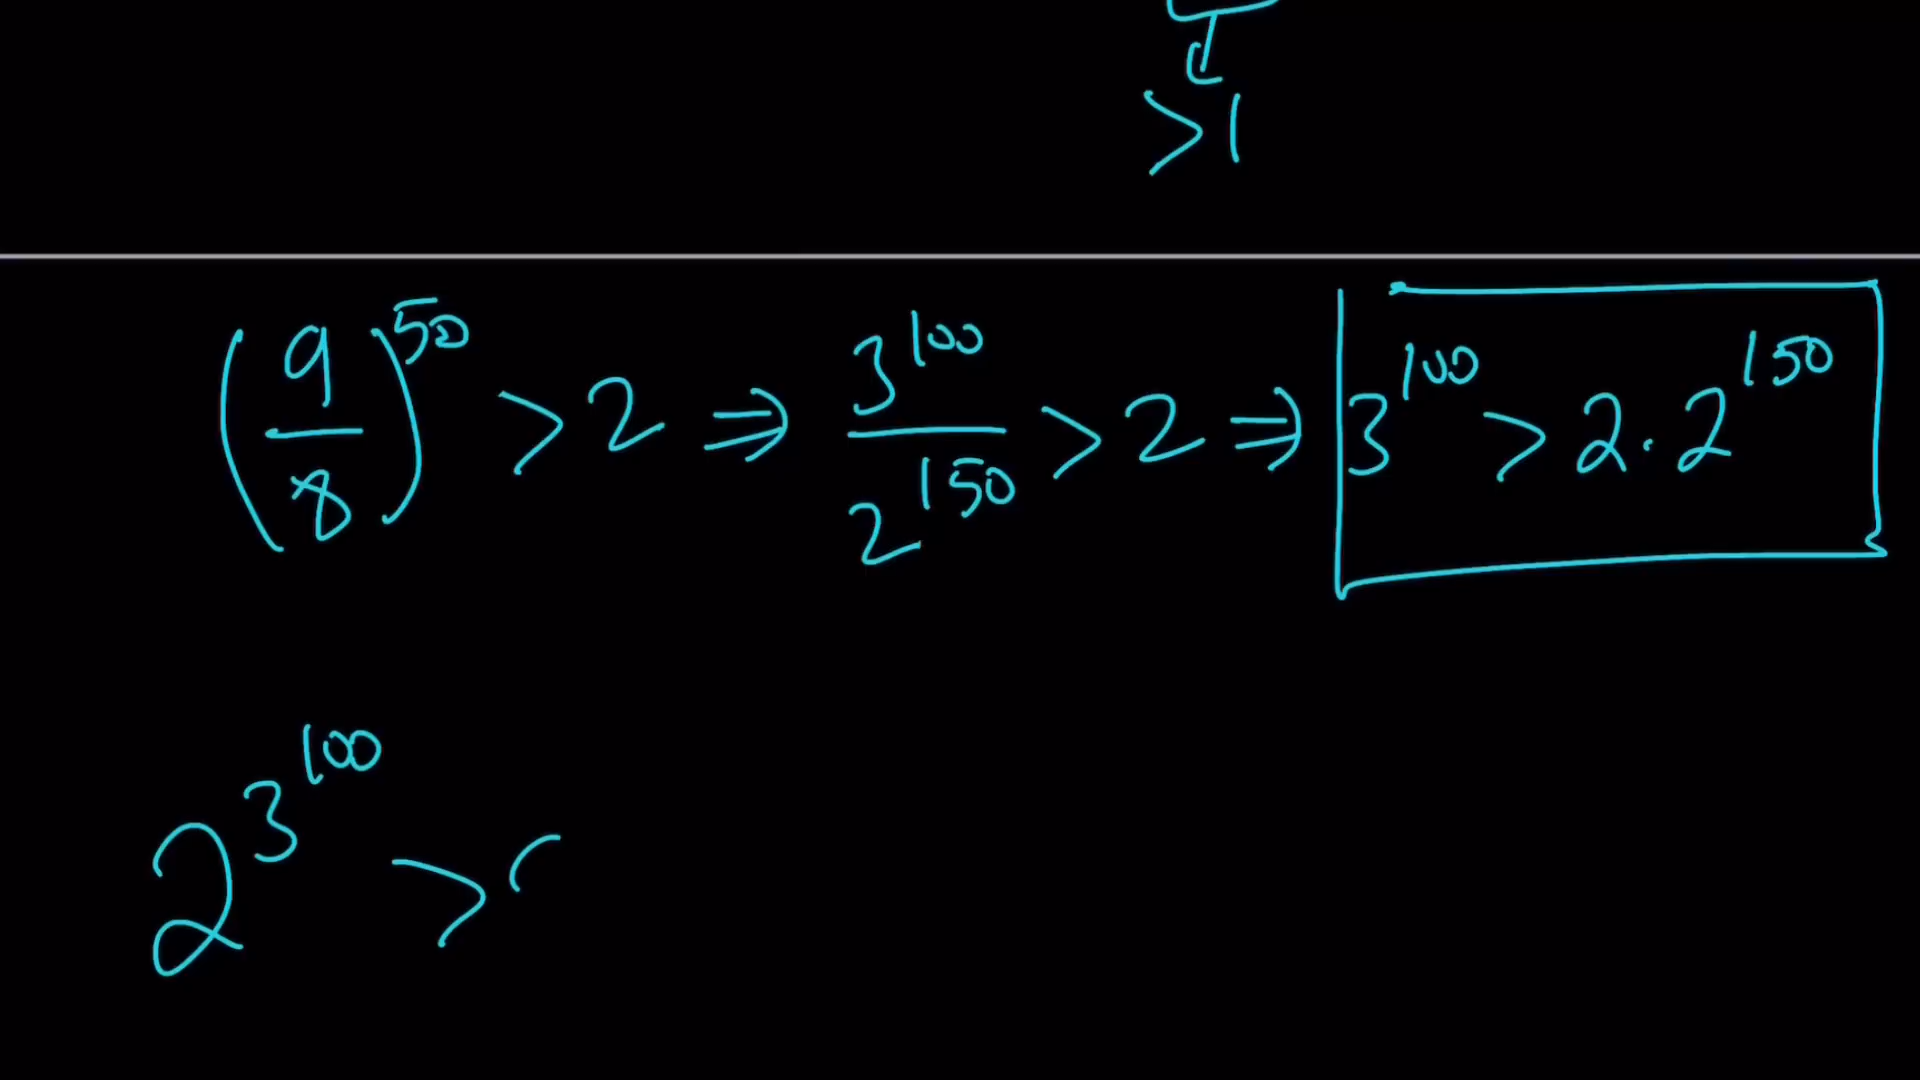 >1
(9/8)^50 > 2 ⇒ 3^100/2^150 > 2 ⇒ 3^100 > 2·2^150
2^3^100 >